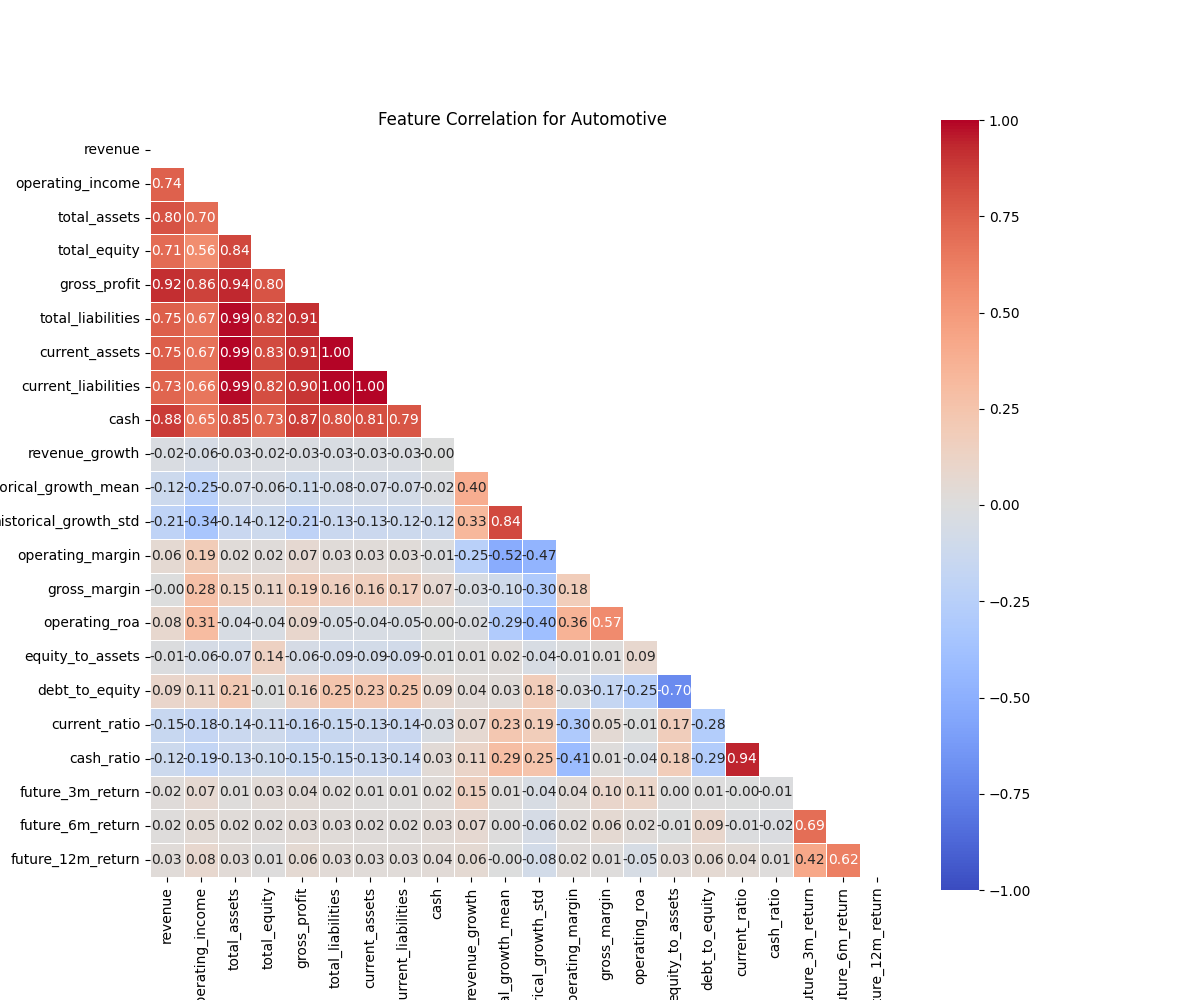 Feature Correlation for Automotive
revenue
operating_income 0.74
total_assets 0.80 0.70
total_equity 0.71 0.56 0.84
gross_profit 0.92 0.86 0.94 0.80
total_liabilities 0.75 0.67 0.99 0.82 0.91
current_assets 0.75 0.67 0.99 0.83 0.91 1.00
current_liabilities 0.73 0.66 0.99 0.82 0.90 1.00 1.00
cash 0.88 0.65 0.85 0.73 0.87 0.80 0.81 0.79
revenue_growth -0.02 -0.06 -0.03 -0.02 -0.03 -0.03 -0.03 -0.03 -0.00
orical_growth_mean -0.12 -0.25 -0.07 -0.06 -0.11 -0.08 -0.07 -0.07 -0.02 0.40
istorical_growth_std -0.21 -0.34 -0.14 -0.12 -0.21 -0.13 -0.13 -0.12 -0.12 0.33 0.84
operating_margin 0.06 0.19 0.02 0.02 0.07 0.03 0.03 0.03 -0.01 -0.25 -0.52 -0.47
gross_margin -0.00 0.28 0.15 0.11 0.19 0.16 0.16 0.17 0.07 -0.03 -0.10 -0.30 0.18
operating_roa 0.08 0.31 -0.04 -0.04 0.09 -0.05 -0.04 -0.05 -0.00 -0.02 -0.29 -0.40 0.36 0.57
equity_to_assets -0.01 -0.06 -0.07 0.14 -0.06 -0.09 -0.09 -0.09 -0.01 0.01 0.02 -0.04 -0.01 0.01 0.09
debt_to_equity 0.09 0.11 0.21 -0.01 0.16 0.25 0.23 0.25 0.09 0.04 0.03 0.18 -0.03 -0.17 -0.25 -0.70
current_ratio -0.15 -0.18 -0.14 -0.11 -0.16 -0.15 -0.13 -0.14 -0.03 0.07 0.23 0.19 -0.30 0.05 -0.01 0.17 -0.28
cash_ratio -0.12 -0.19 -0.13 -0.10 -0.15 -0.15 -0.13 -0.14 0.03 0.11 0.29 0.25 -0.41 0.01 -0.04 0.18 -0.29 0.94
future_3m_return 0.02 0.07 0.01 0.03 0.04 0.02 0.01 0.01 0.02 0.15 0.01 -0.04 0.04 0.10 0.11 0.00 0.01 -0.00 -0.01
future_6m_return 0.02 0.05 0.02 0.02 0.03 0.03 0.02 0.02 0.03 0.07 0.00 -0.06 0.02 0.06 0.02 -0.01 0.09 -0.01 -0.02 0.69
future_12m_return 0.03 0.08 0.03 0.01 0.06 0.03 0.03 0.03 0.04 0.06 -0.00 -0.08 0.02 0.01 -0.05 0.03 0.06 0.04 0.01 0.42 0.62
revenue
perating_income
total_assets
total_equity
gross_profit
total_liabilities
current_assets
urrent_liabilities
cash
revenue_growth
al_growth_mean
rical_growth_std
perating_margin
gross_margin
operating_roa
equity_to_assets
debt_to_equity
current_ratio
cash_ratio
uture_3m_return
uture_6m_return
ure_12m_return
1.00
0.75
0.50
0.25
0.00
−0.25
−0.50
−0.75
−1.00